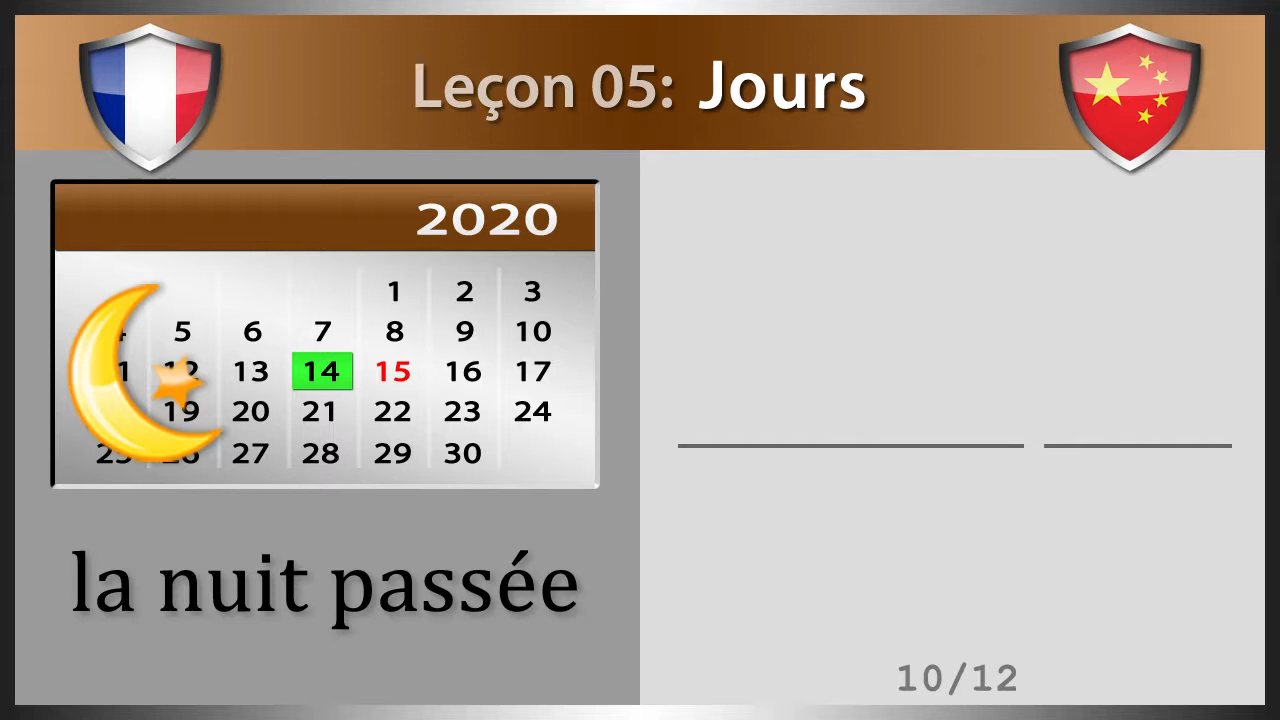 Leçon 05: Jours
2020
1 2 3
5 6 7 8 9 10
13 14 15 16 17
19 20 21 22 23 24
27 28 29 30
la nuit passée
10/12